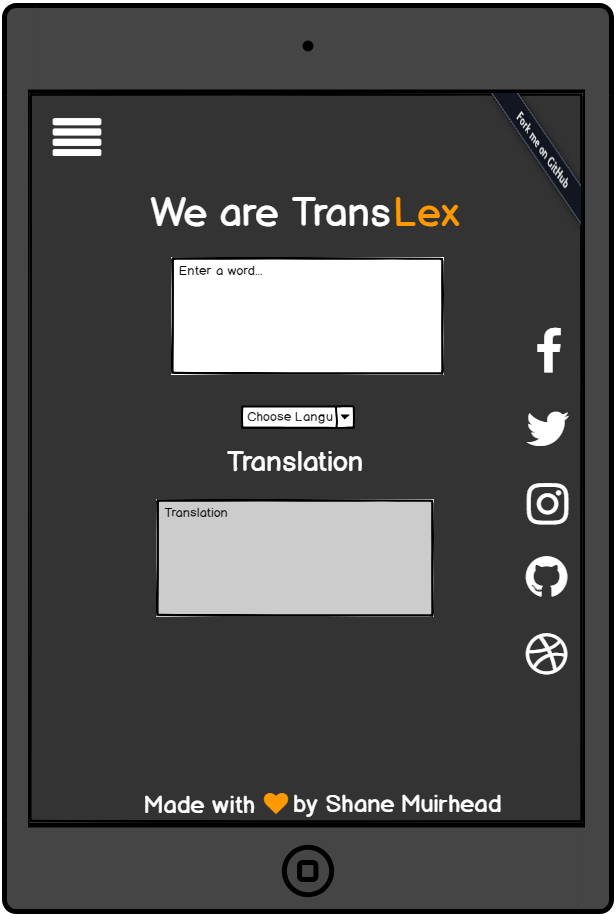 Fork me on GitHub
We are TransLex
Enter a word...
Choose Langu
Translation
Translation
Made with by Shane Muirhead